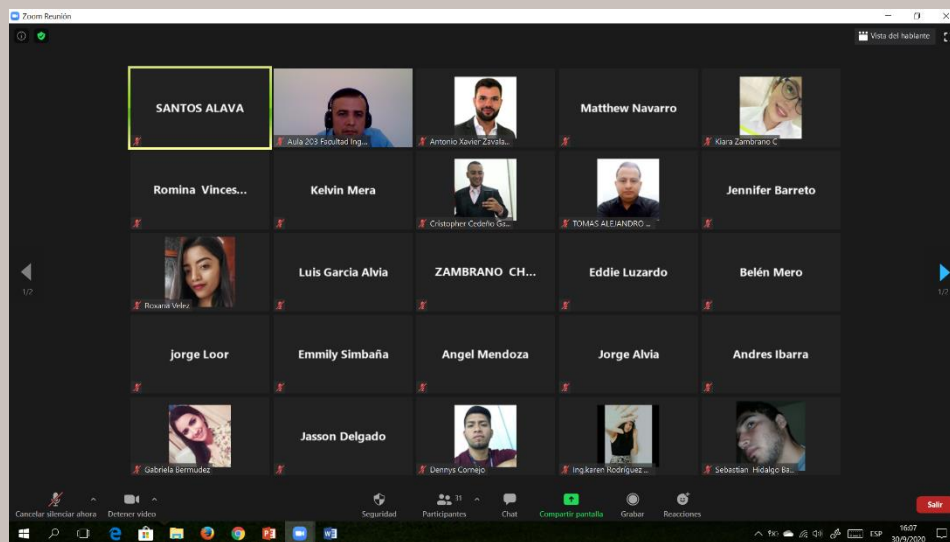 Zoom Reunión
Vista del hablante
SANTOS ALAVA
Aula 203 Facultad Ing...
Antonio Xavier Zavala...
Matthew Navarro
Kiara Zambrano C
Romina Vinces...
Kelvin Mera
Cristopher Cedeño Ga...
TOMAS ALEJANDRO ...
Jennifer Barreto
1/2
Roxana Velez
Luis Garcia Alvia
ZAMBRANO CH...
Eddie Luzardo
Belén Mero
1/2
jorge Loor
Emmily Simbaña
Angel Mendoza
Jorge Alvia
Andres Ibarra
Gabriela Bermudez
Jasson Delgado
Dennys Cornejo
Ing.karen Rodriguez ...
Sebastian Hidalgo Ba...
Cancelar silenciar ahora
Detener video
Seguridad
31
Participantes
Chat
Compartir pantalla
Grabar
Reacciones
Salir
ESP
16:07
30/9/2020